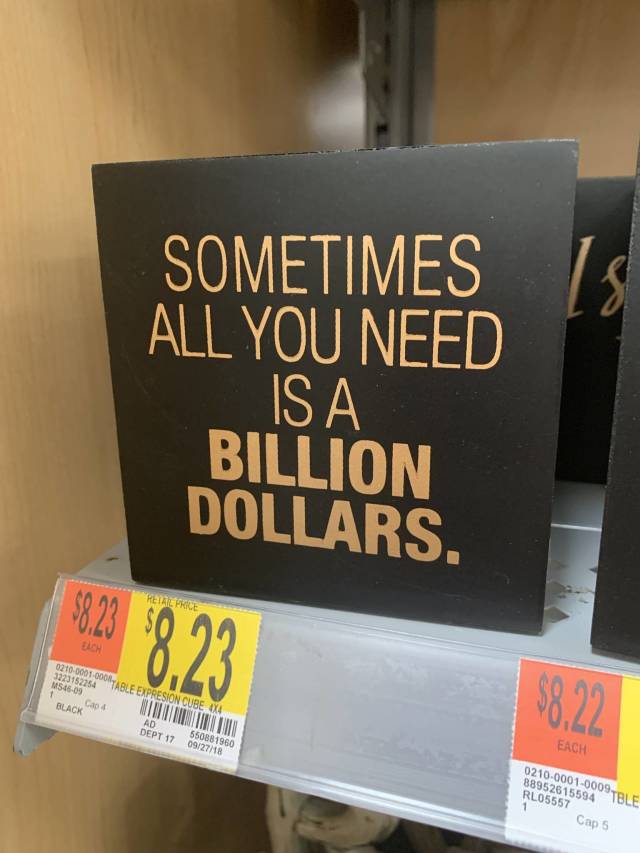 SOMETIMES
ALL YOU NEED
IS A
BILLION
DOLLARS.
Is
$8.23
EACH
RETAIL PRICE
$8.23
0210-0001-0008
3223152254
MS46-09
1
Cap 4
BLACK
TABLE EXPRESION CUBE 4X4
AD
DEPT 17
550881960
09/27/18
$8.22
EACH
0210-0001-0009
88952615594
RL05557
1
Cap 5
TBLE